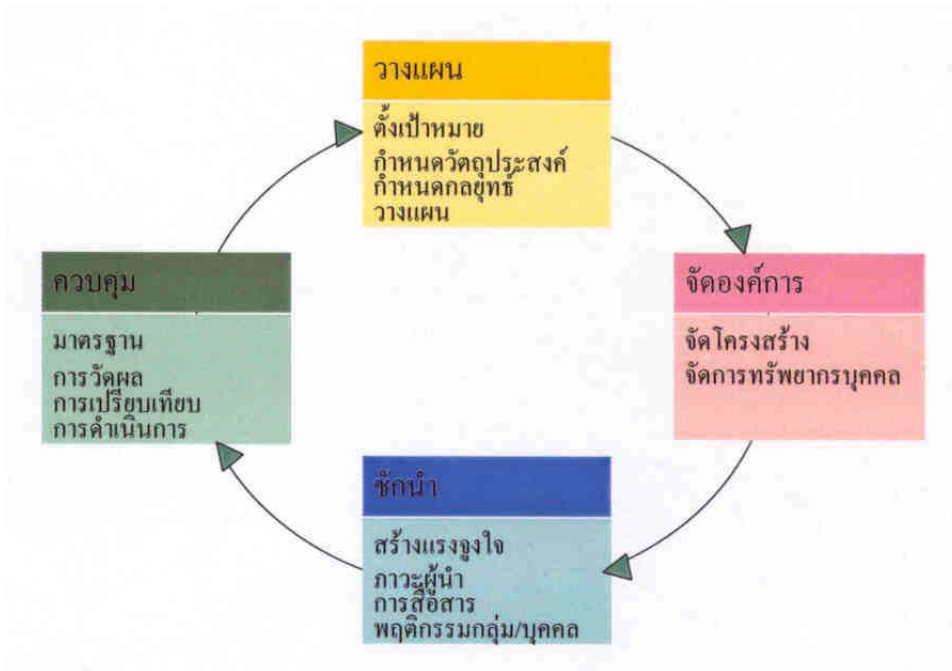 วางแผน
ตั้งเป้าหมาย
กำหนดวัตถุประสงค์
กำหนดกลยุทธ์
วางแผน
จัดองค์การ
จัดโครงสร้าง
จัดการทรัพยากรบุคคล
ชักนำ
สร้างแรงจูงใจ
ภาวะผู้นำ
การสื่อสาร
พฤติกรรมกลุ่ม/บุคคล
ควบคุม
มาตรฐาน
การวัดผล
การเปรียบเทียบ
การดำเนินการ